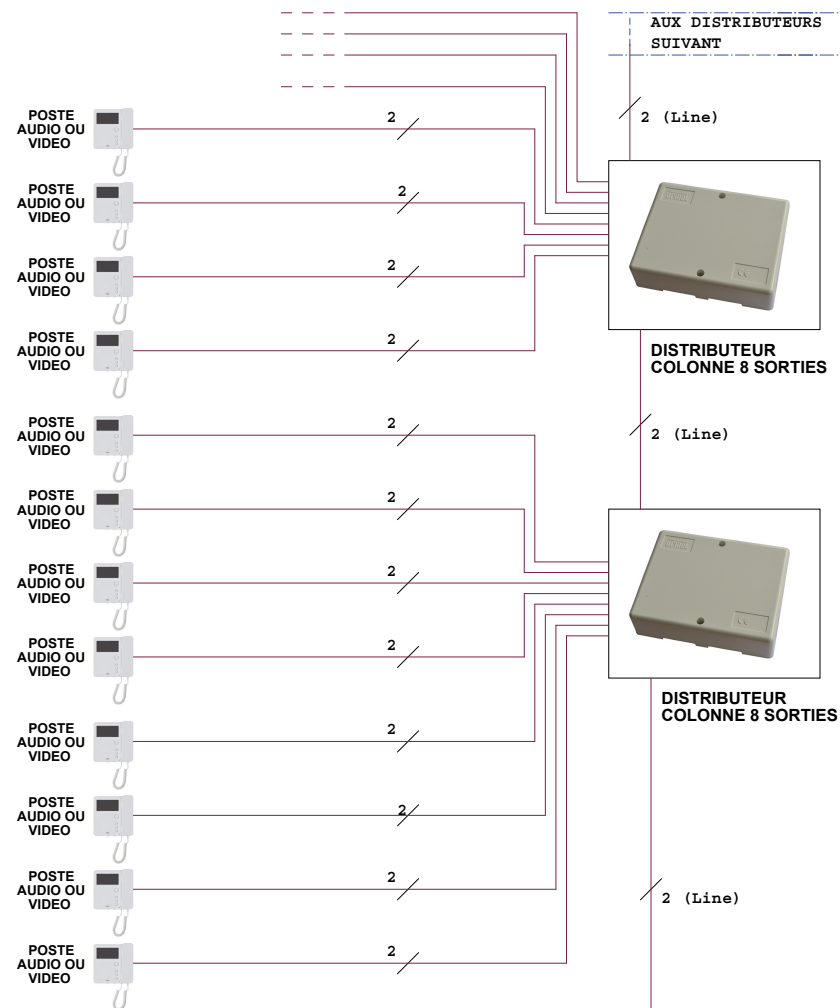 AUX DISTRIBUTEURS
SUIVANT
2 (Line)
POSTE
AUDIO OU
VIDEO
2
POSTE
AUDIO OU
VIDEO
2
POSTE
AUDIO OU
VIDEO
2
POSTE
AUDIO OU
VIDEO
2
DISTRIBUTEUR
COLONNE 8 SORTIES
POSTE
AUDIO OU
VIDEO
2
2 (Line)
POSTE
AUDIO OU
VIDEO
2
POSTE
AUDIO OU
VIDEO
2
POSTE
AUDIO OU
VIDEO
2
DISTRIBUTEUR
COLONNE 8 SORTIES
POSTE
AUDIO OU
VIDEO
2
POSTE
AUDIO OU
VIDEO
2
POSTE
AUDIO OU
VIDEO
2
2 (Line)
POSTE
AUDIO OU
VIDEO
2